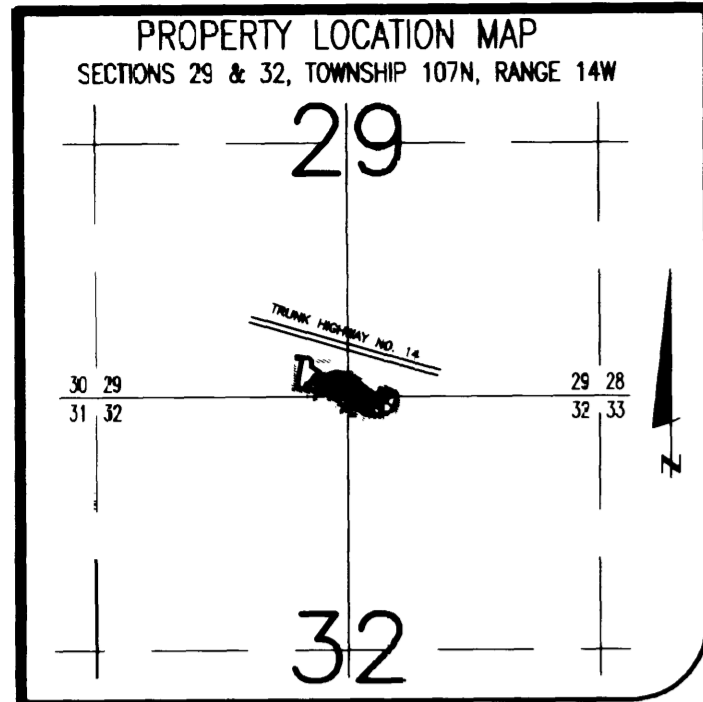 PROPERTY LOCATION MAP
SECTIONS 29 & 32, TOWNSHIP 107N, RANGE 14W
29
TRUNK HIGHWAY NO. 14
30 29
29 28
31 32
32 33
N
32